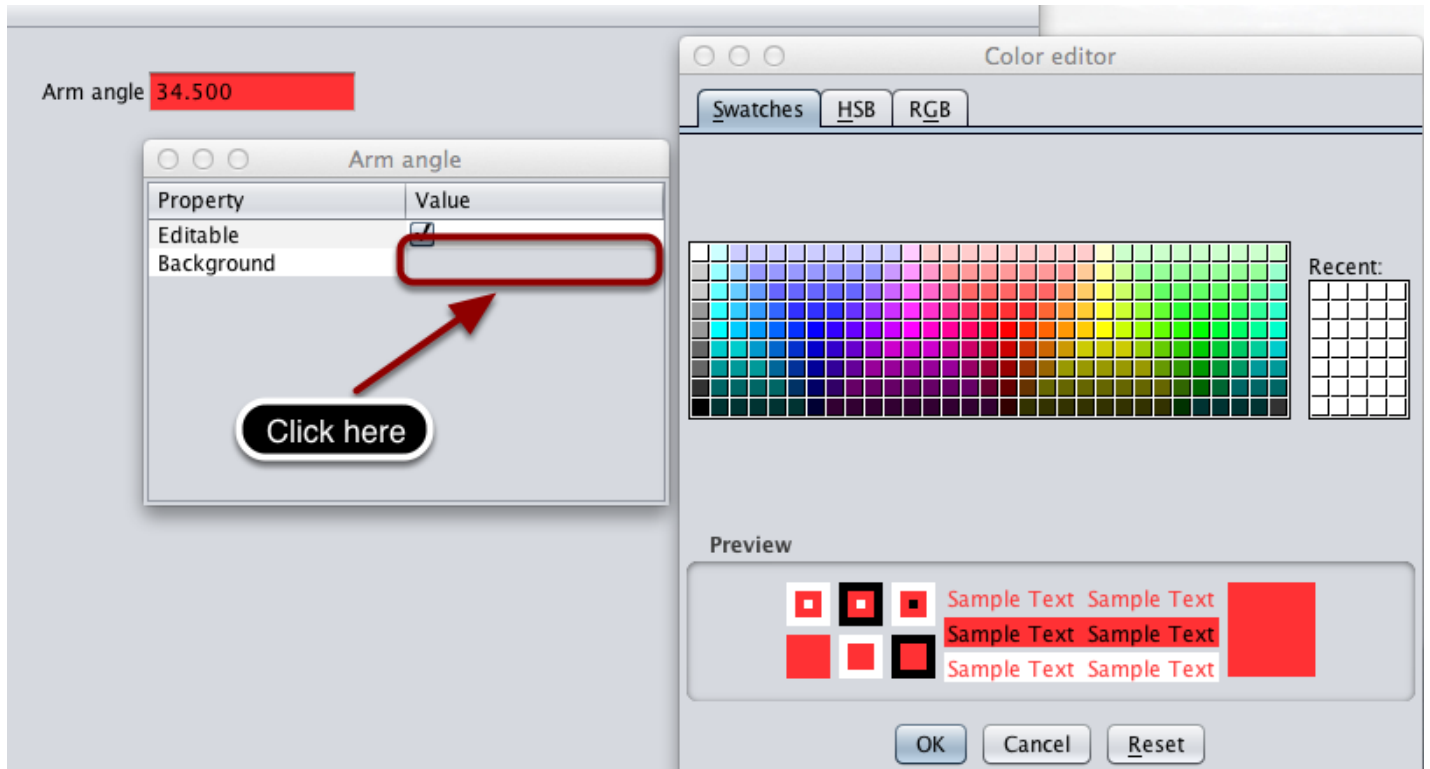 Color editor
Arm angle 34.500
Swatches HSB RGB
Arm angle
Property Value
Editable
Background
Recent:
Click here
Preview
Sample Text Sample Text
Sample Text Sample Text
Sample Text Sample Text
OK Cancel Reset